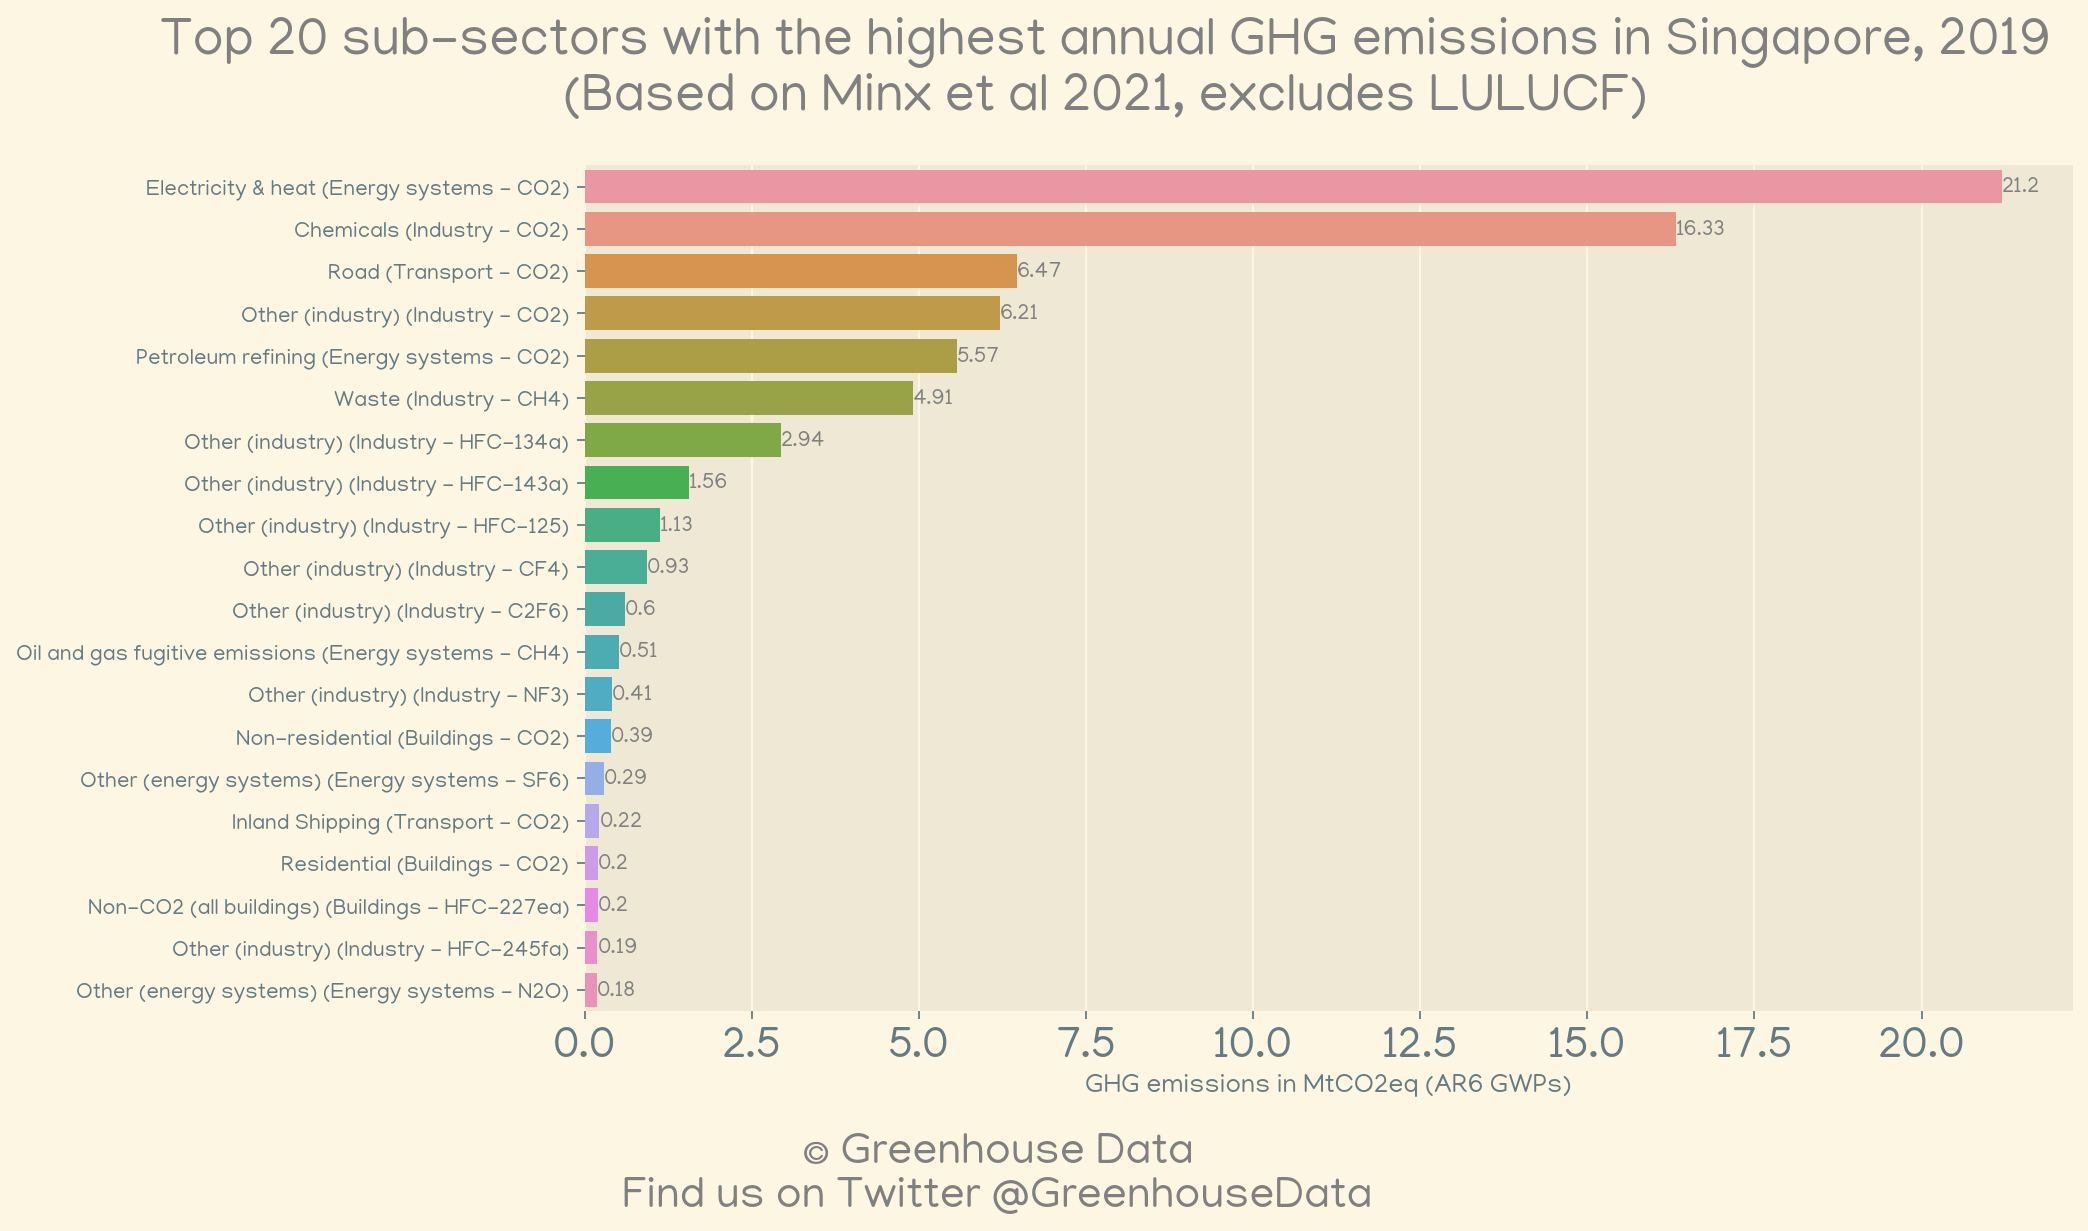 Top 20 sub-sectors with the highest annual GHG emissions in Singapore, 2019
(Based on Minx et al 2021, excludes LULUCF)
Electricity & heat (Energy systems - CO2) 21.2
Chemicals (Industry - CO2) 16.33
Road (Transport - CO2) 6.47
Other (industry) (Industry - CO2) 6.21
Petroleum refining (Energy systems - CO2) 5.57
Waste (Industry - CH4) 4.91
Other (industry) (Industry - HFC-134a) 2.94
Other (industry) (Industry - HFC-143a) 1.56
Other (industry) (Industry - HFC-125) 1.13
Other (industry) (Industry - CF4) 0.93
Other (industry) (Industry - C2F6) 0.6
Oil and gas fugitive emissions (Energy systems - CH4) 0.51
Other (industry) (Industry - NF3) 0.41
Non-residential (Buildings - CO2) 0.39
Other (energy systems) (Energy systems - SF6) 0.29
Inland Shipping (Transport - CO2) 0.22
Residential (Buildings - CO2) 0.2
Non-CO2 (all buildings) (Buildings - HFC-227ea) 0.2
Other (industry) (Industry - HFC-245fa) 0.19
Other (energy systems) (Energy systems - N2O) 0.18
0.0 2.5 5.0 7.5 10.0 12.5 15.0 17.5 20.0
GHG emissions in MtCO2eq (AR6 GWPs)
© Greenhouse Data
Find us on Twitter @GreenhouseData